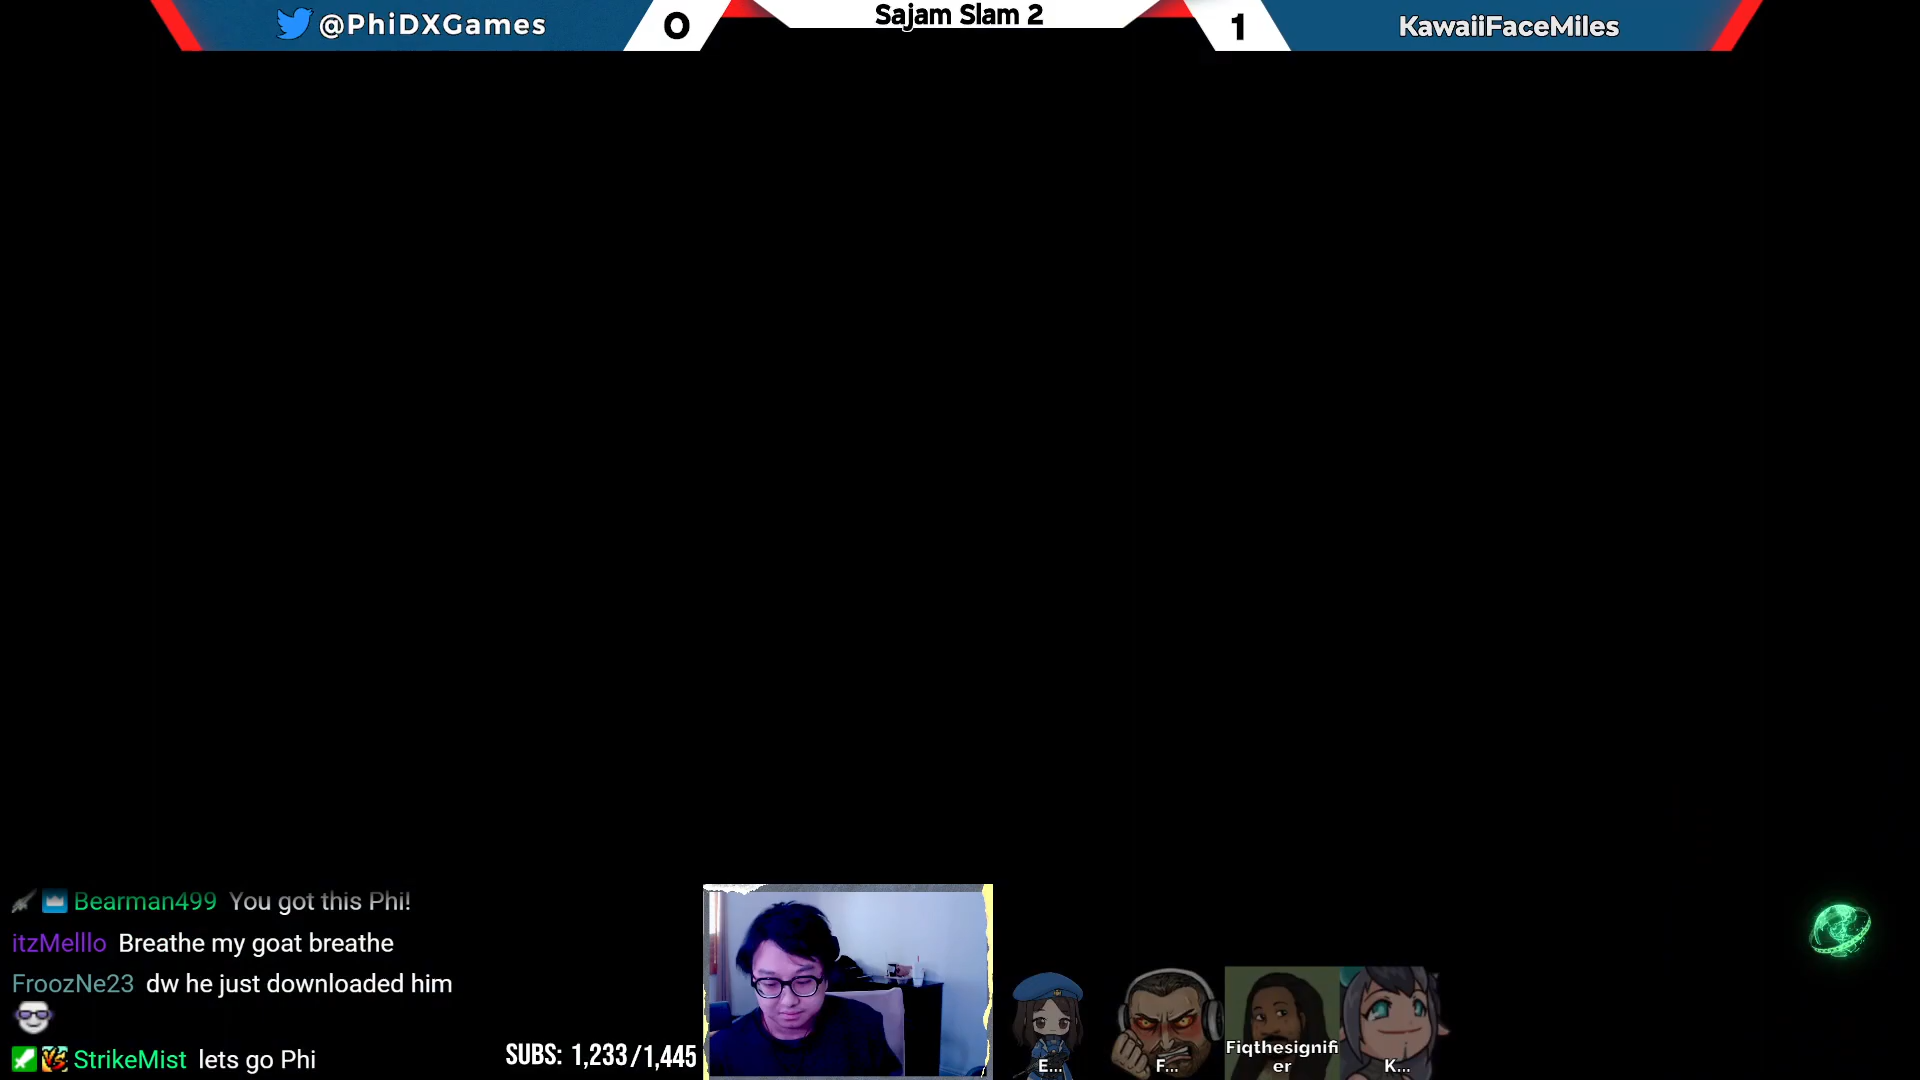 @PhiDXGames
0
Sajam Slam 2
1
KawaiiFaceMiles
Bearman499 You got this Phi!
itzMelllo Breathe my goat breathe
FroozNe23 dw he just downloaded him
StrikeMist lets go Phi
SUBS: 1,233/1,445
E...
F...
Fiqthesignifi
er
K...